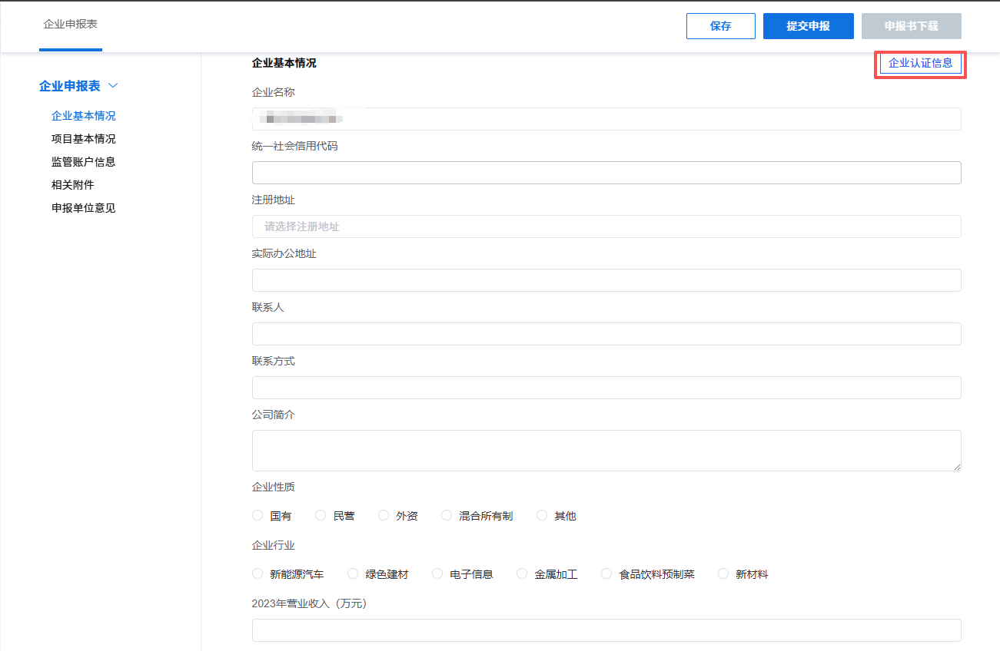 企业申报表
保存 提交申报 申报书下载
企业申报表
企业基本情况
项目基本情况
监管账户信息
相关附件
申报单位意见
企业基本情况 企业认证信息
企业名称
统一社会信用代码
注册地址
请选择注册地址
实际办公地址
联系人
联系方式
公司简介
企业性质
国有 民营 外资 混合所有制 其他
企业行业
新能源汽车 绿色建材 电子信息 金属加工 食品饮料预制菜 新材料
2023年营业收入（万元）